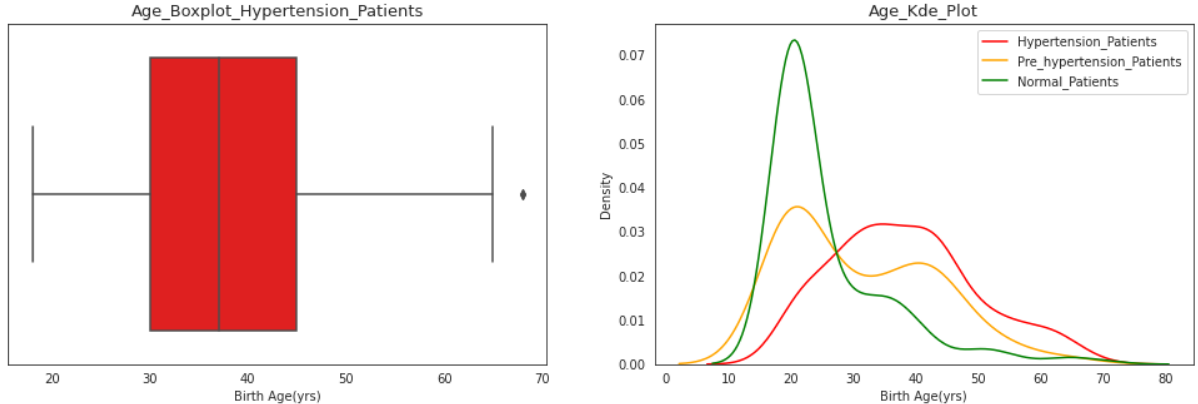 Age_Boxplot_Hypertension_Patients
20 30 40 50 60 70
Birth Age(yrs)
Age_Kde_Plot
Hypertension_Patients
Pre_hypertension_Patients
Normal_Patients
0.07
0.06
0.05
0.04
0.03
0.02
0.01
0.00
Density
0 10 20 30 40 50 60 70 80
Birth Age(yrs)